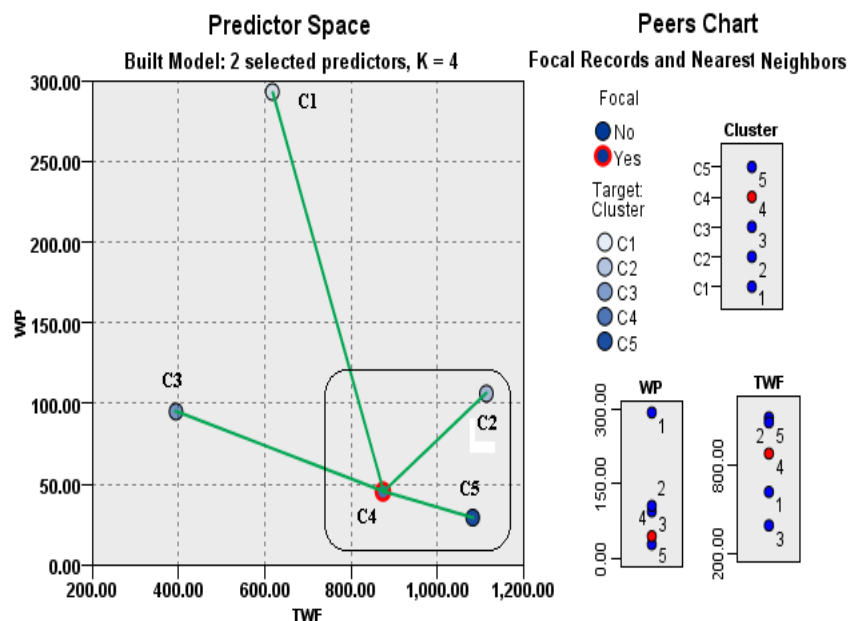 Predictor Space
Built Model: 2 selected predictors, K = 4
300.00
250.00
200.00
150.00
100.00
50.00
0.00
WP
200.00 400.00 600.00 800.00 1,000.00 1,200.00
TWF
C1
C3
C2
C4
C5
Peers Chart
Focal Records and Nearest Neighbors
Focal
No
Yes
Target:
Cluster
C1
C2
C3
C4
C5
Cluster
C5
C4
C3
C2
C1
5
4
3
2
1
WP
300.00
150.00
0.00
1
2
4 3
5
TWF
800.00
200.00
2 5
4
1
3